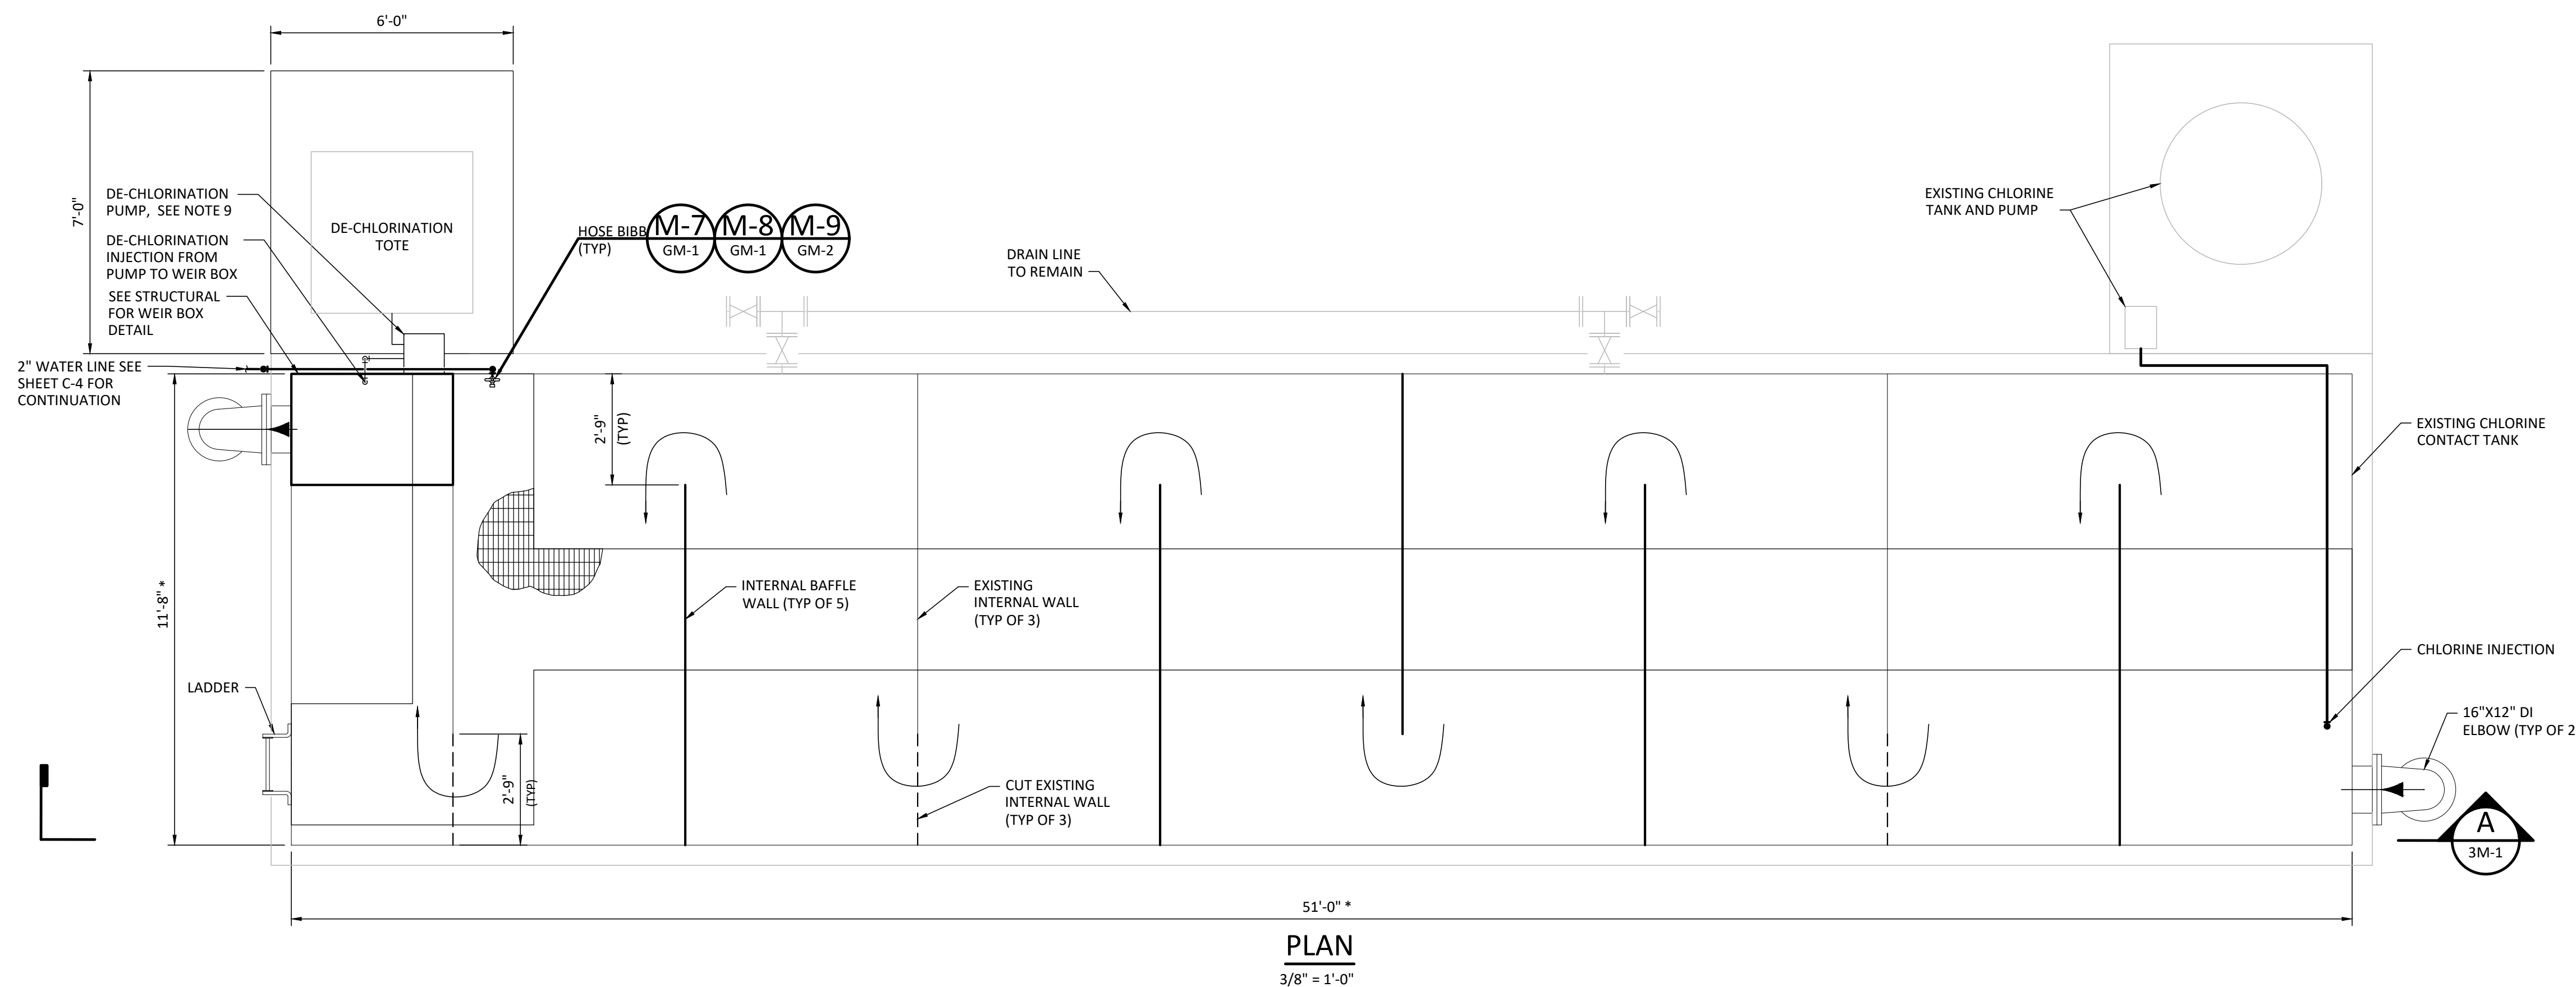 6'-0"
7'-0"
DE-CHLORINATION
PUMP, SEE NOTE 9
DE-CHLORINATION
INJECTION FROM
PUMP TO WEIR BOX
SEE STRUCTURAL
FOR WEIR BOX
DETAIL
2" WATER LINE SEE
SHEET C-4 FOR
CONTINUATION
DE-CHLORINATION
TOTE
HOSE BIBB
(TYP)
M-7
GM-1
M-8
GM-1
M-9
GM-2
DRAIN LINE
TO REMAIN
EXISTING CHLORINE
TANK AND PUMP
EXISTING CHLORINE
CONTACT TANK
2'-9"
(TYP)
11'-8" *
INTERNAL BAFFLE
WALL (TYP OF 5)
EXISTING
INTERNAL WALL
(TYP OF 3)
CHLORINE INJECTION
LADDER
16"X12" DI
ELBOW (TYP OF 2
2'-9"
(TYP)
CUT EXISTING
INTERNAL WALL
(TYP OF 3)
A
3M-1
51'-0" *
PLAN
3/8" = 1'-0"